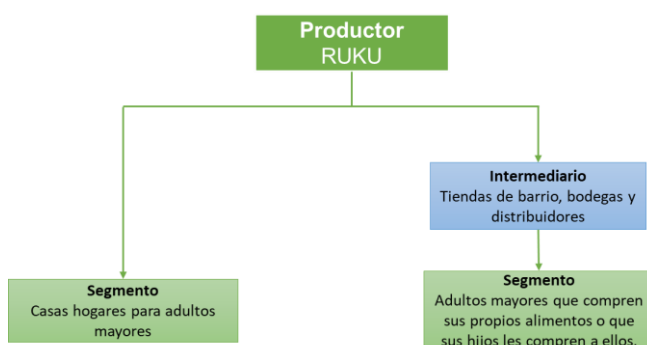 Productor
RUKU
Intermediario
Tiendas de barrio, bodegas y
distribuidores
Segmento
Casas hogares para adultos
mayores
Segmento
Adultos mayores que compren
sus propios alimentos o que
sus hijos les compren a ellos.